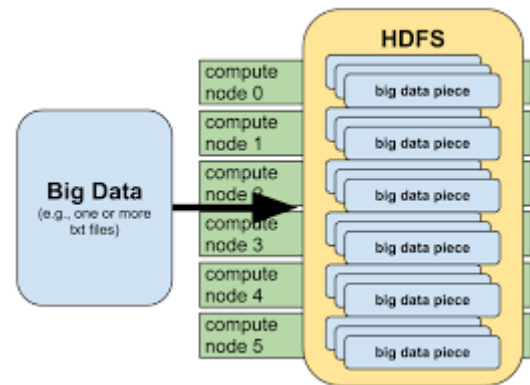 HDFS
compute
node 0
big data piece
compute
node 1
big data piece
Big Data
(e.g., one or more
txt files)
compute
node
big data piece
compute
node 3
big data piece
compute
node 4
big data piece
compute
node 5
big data piece